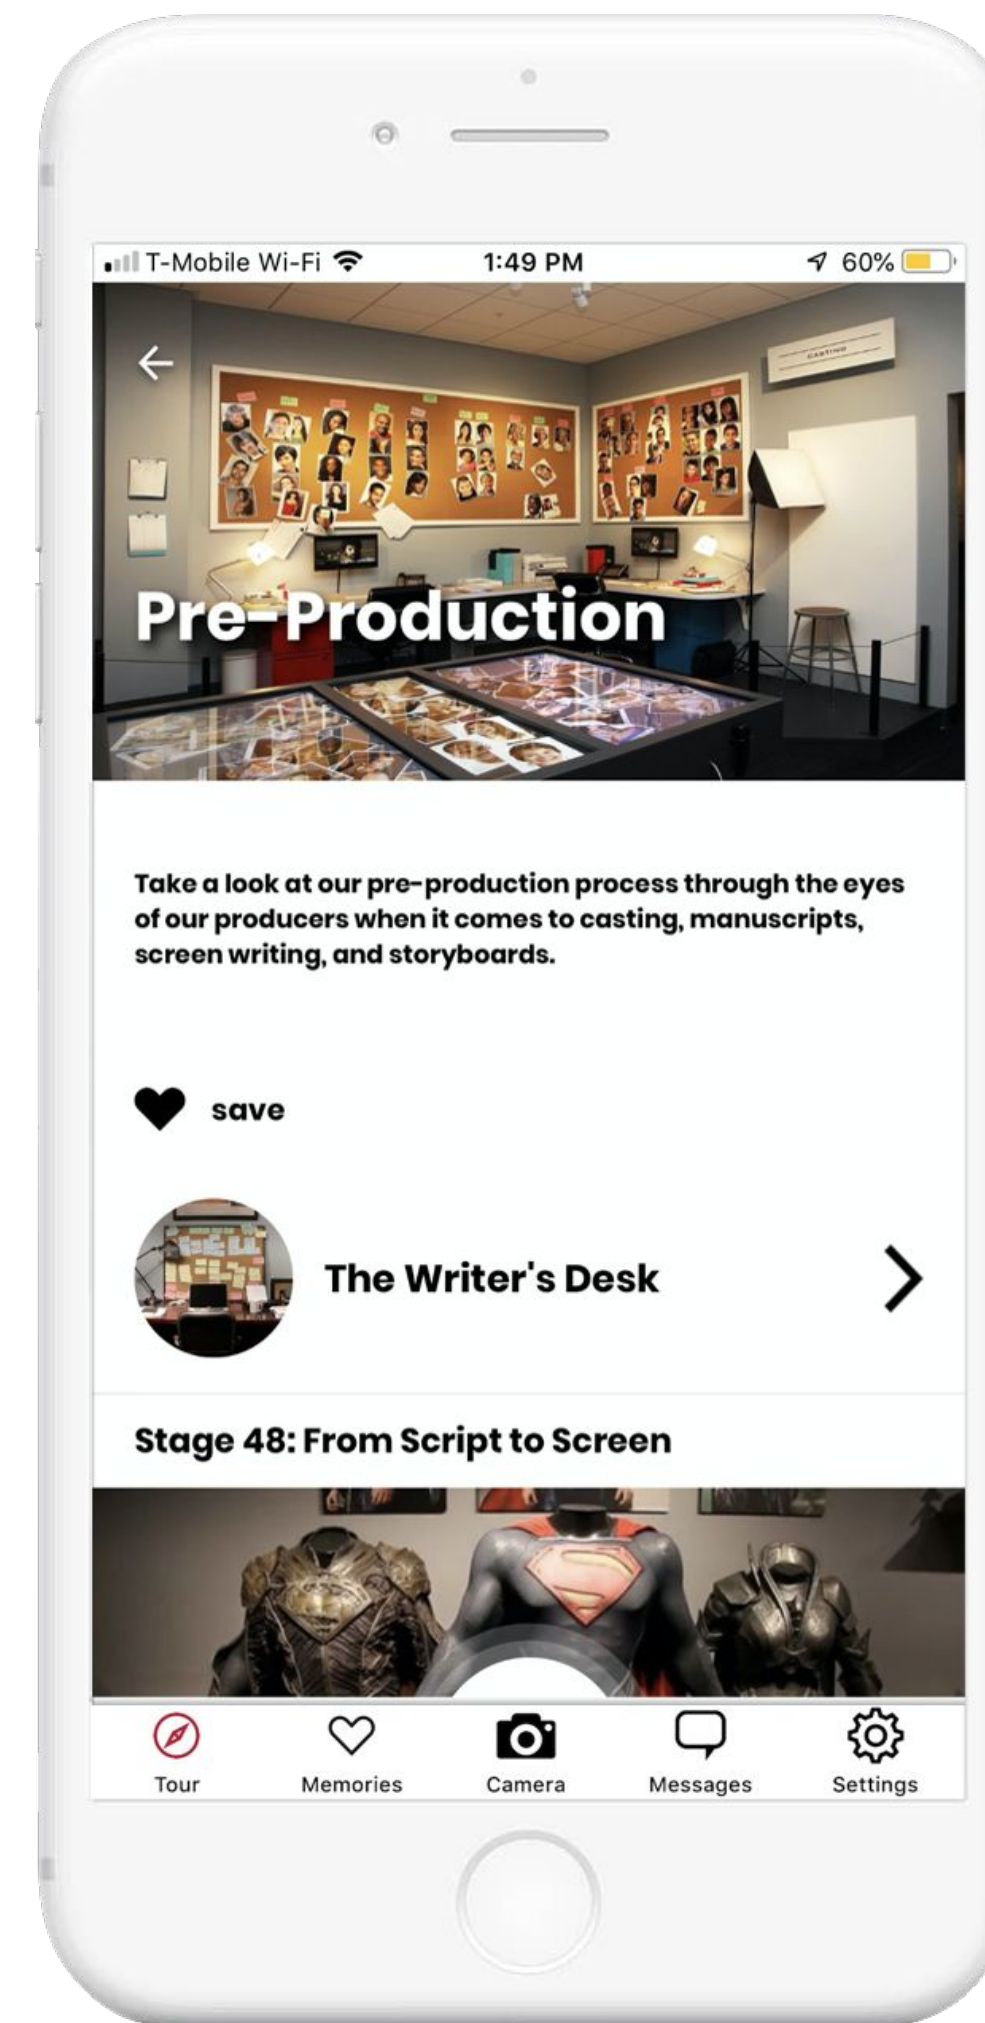 T-Mobile Wi-Fi 1:49 PM 60%
CASTING
Pre-Production
Take a look at our pre-production process through the eyes
of our producers when it comes to casting, manuscripts,
screen writing, and storyboards.
save
The Writer's Desk
Stage 48: From Script to Screen
Tour Memories Camera Messages Settings